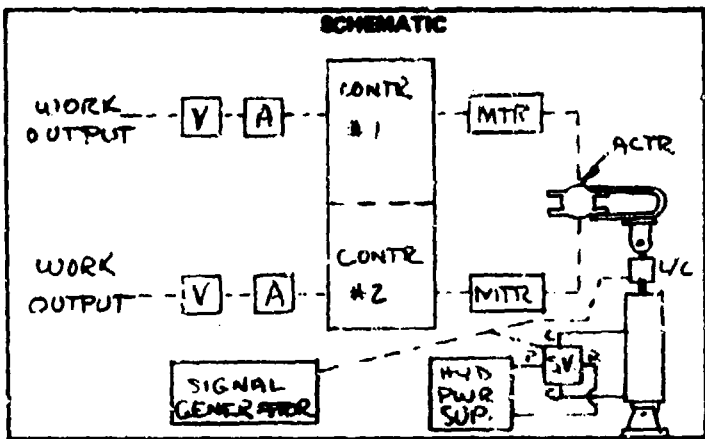 SCHEMATIC
WORK
OUTPUT
V
A
CONTR
#1
MTR
ACTR
WORK
OUTPUT
V
A
CONTR
#2
MTR
L/C
SIGNAL
GENERATOR
HYD
PWR
SUP.
P
C
SV
R
C